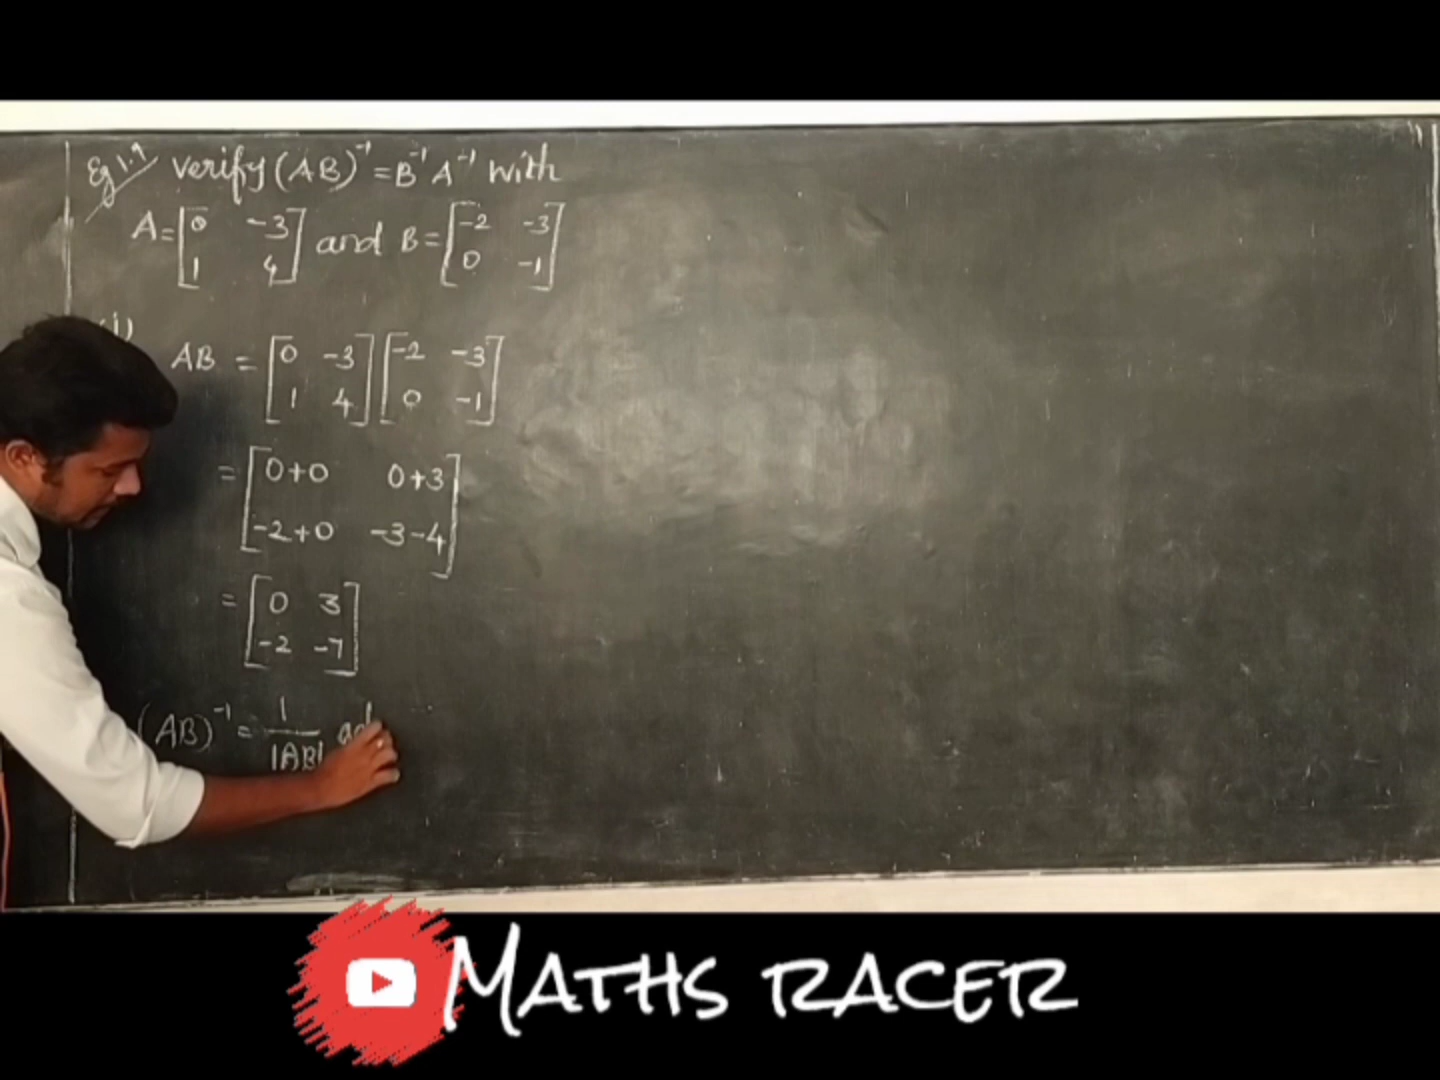 Eg 1.9 Verify (AB)⁻¹ = B⁻¹ A⁻¹ with
A = [0 -3
1 4] and B = [-2 -3
0 -1]
(i)
AB = [0 -3] [-2 -3]
[1 4] [0 -1]
= [0+0 0+3
-2+0 -3-4]
= [0 3
-2 -7]
(AB)⁻¹ = 1/|AB| ad
MATHS RACER